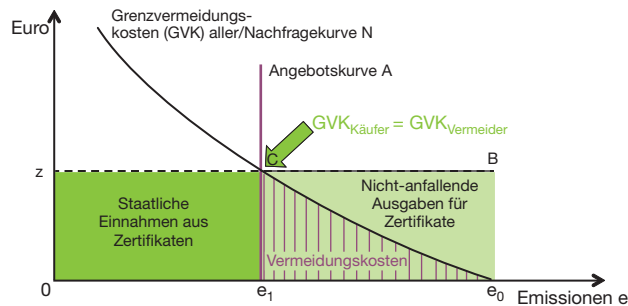 Euro
Grenzvermeidungs-
kosten (GVK) aller/Nachfragekurve N
Angebotskurve A
GVKKäufer = GVKVermeider
C
B
z
Staatliche
Einnahmen aus
Zertifikaten
Nicht-anfallende
Ausgaben für
Zertifikate
Vermeidungskosten
0
e1
e0
Emissionen e